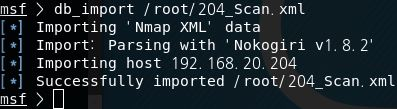 msf > db_import /root/204_Scan.xml
[*] Importing 'Nmap XML' data
[*] Import: Parsing with 'Nokogiri v1.8.2'
[*] Importing host 192.168.20.204
[*] Successfully imported /root/204_Scan.xml
msf >